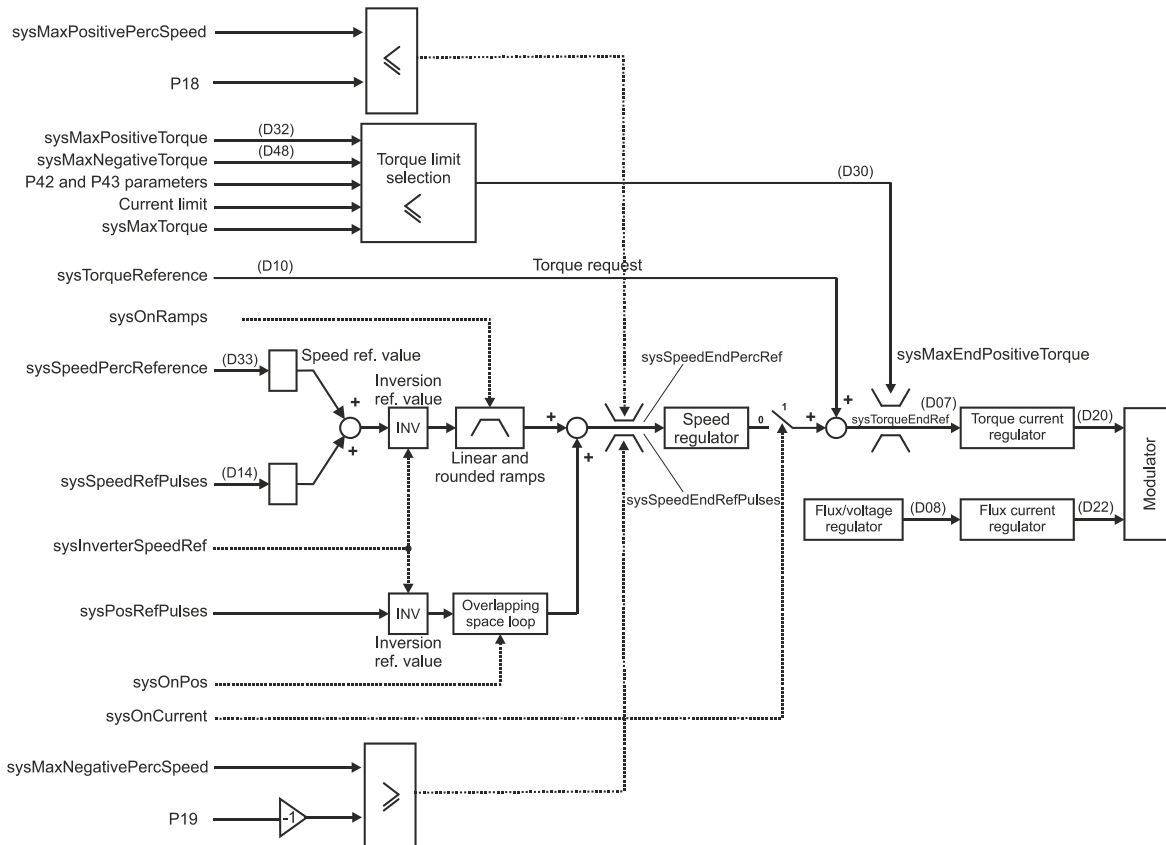 sysMaxPositivePercSpeed
P18
sysMaxPositiveTorque
(D32)
sysMaxNegativeTorque
(D48)
P42 and P43 parameters
Current limit
sysMaxTorque
Torque limit
selection
(D30)
sysTorqueReference
(D10)
Torque request
sysOnRamps
sysSpeedPercReference
(D33)
Speed ref. value
Inversion
ref. value
sysSpeedEndPercRef
sysMaxEndPositiveTorque
+
+
INV
Linear and
rounded ramps
+
+
Speed
regulator
0
1
+
+
(D07)
sysTorqueEndRef
Torque current
regulator
(D20)
sysSpeedRefPulses
(D14)
sysSpeedEndRefPulses
Flux/voltage
regulator
(D08)
Flux current
regulator
(D22)
Modulator
sysInverterSpeedRef
sysPosRefPulses
INV
Inversion
ref. value
Overlapping
space loop
sysOnPos
sysOnCurrent
sysMaxNegativePercSpeed
P19
-1